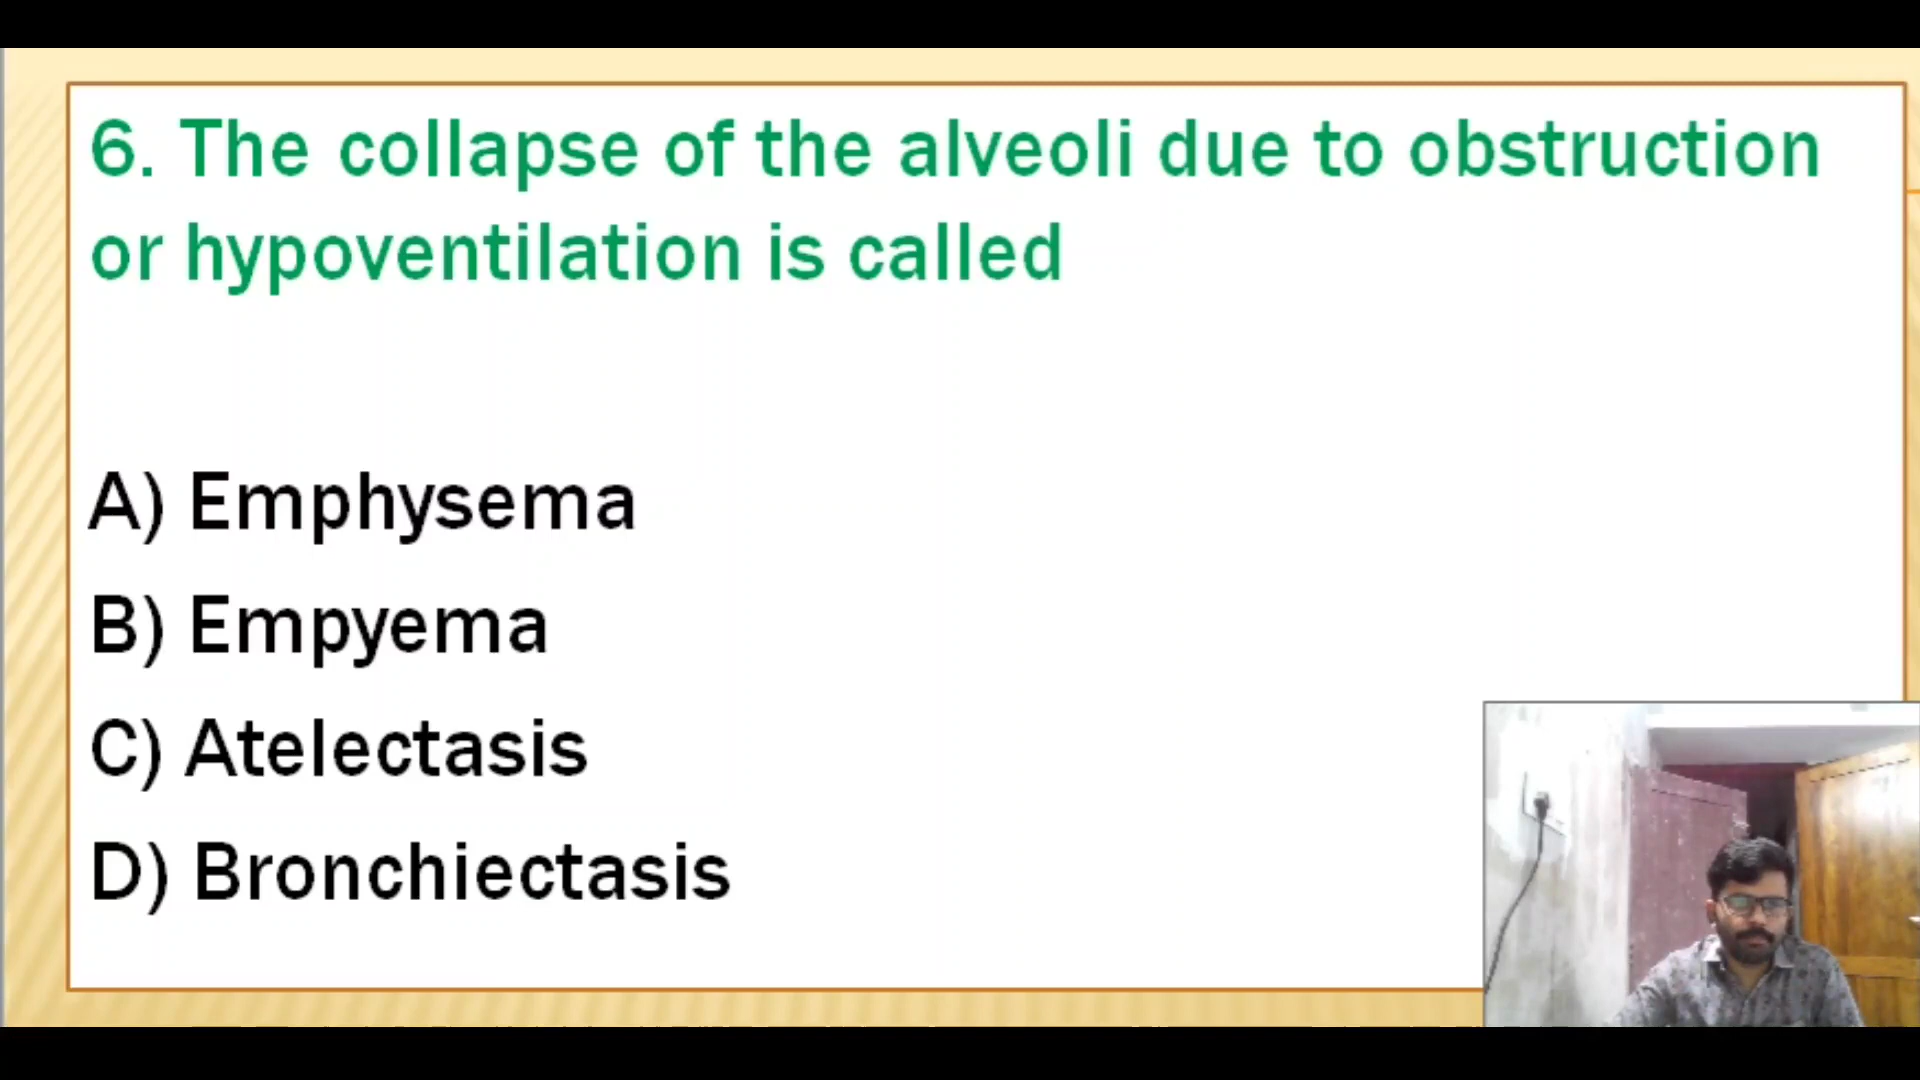 6. The collapse of the alveoli due to obstruction
or hypoventilation is called
A) Emphysema
B) Empyema
C) Atelectasis
D) Bronchiectasis